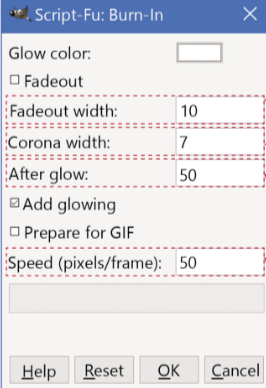 Script-Fu: Burn-In
Glow color:
Fadeout
Fadeout width: 10
Corona width: 7
After glow: 50
Add glowing
Prepare for GIF
Speed (pixels/frame): 50
Help Reset OK Cancel